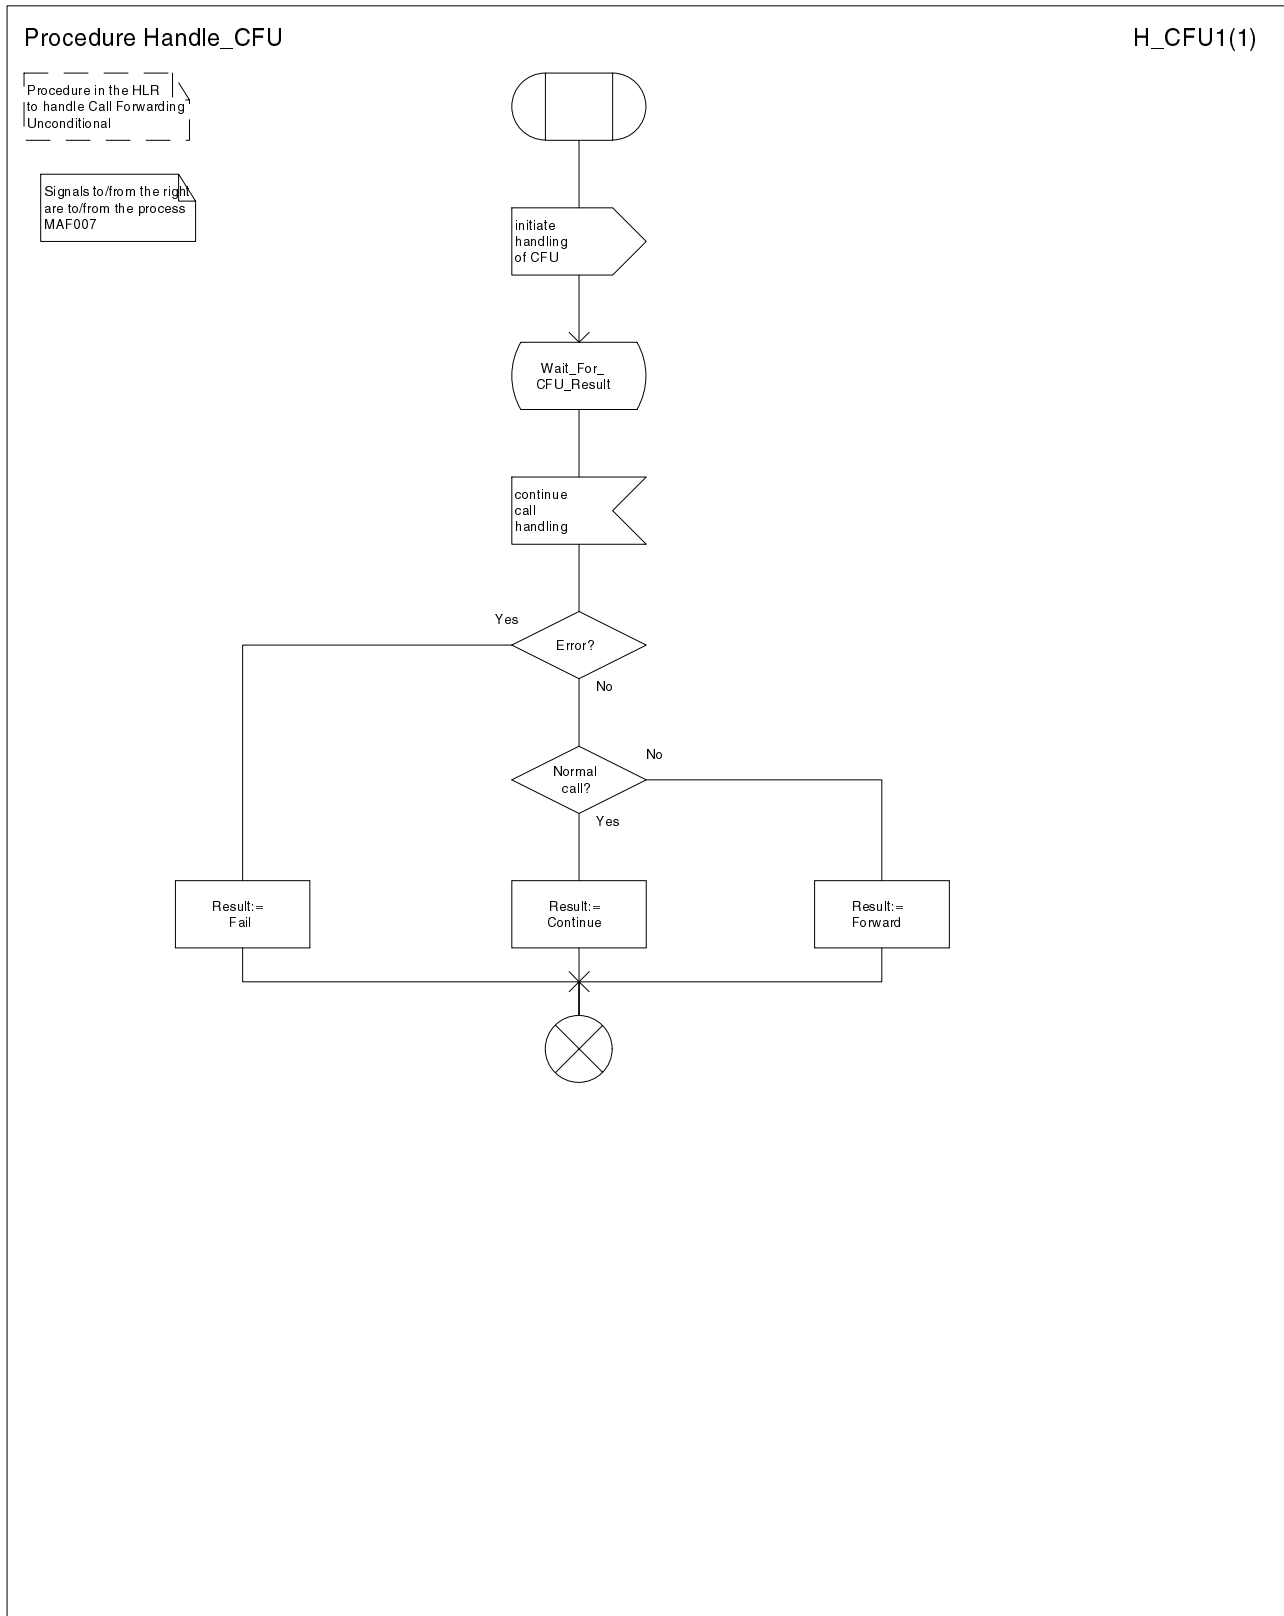 Procedure Handle_CFU
H_CFU1(1)
Procedure in the HLR
to handle Call Forwarding
Unconditional
Signals to/from the right
are to/from the process
MAF007
initiate
handling
of CFU
Wait_For_
CFU_Result
continue
call
handling
Yes
Error?
No
No
Normal
call?
Yes
Result:=
Fail
Result:=
Continue
Result:=
Forward